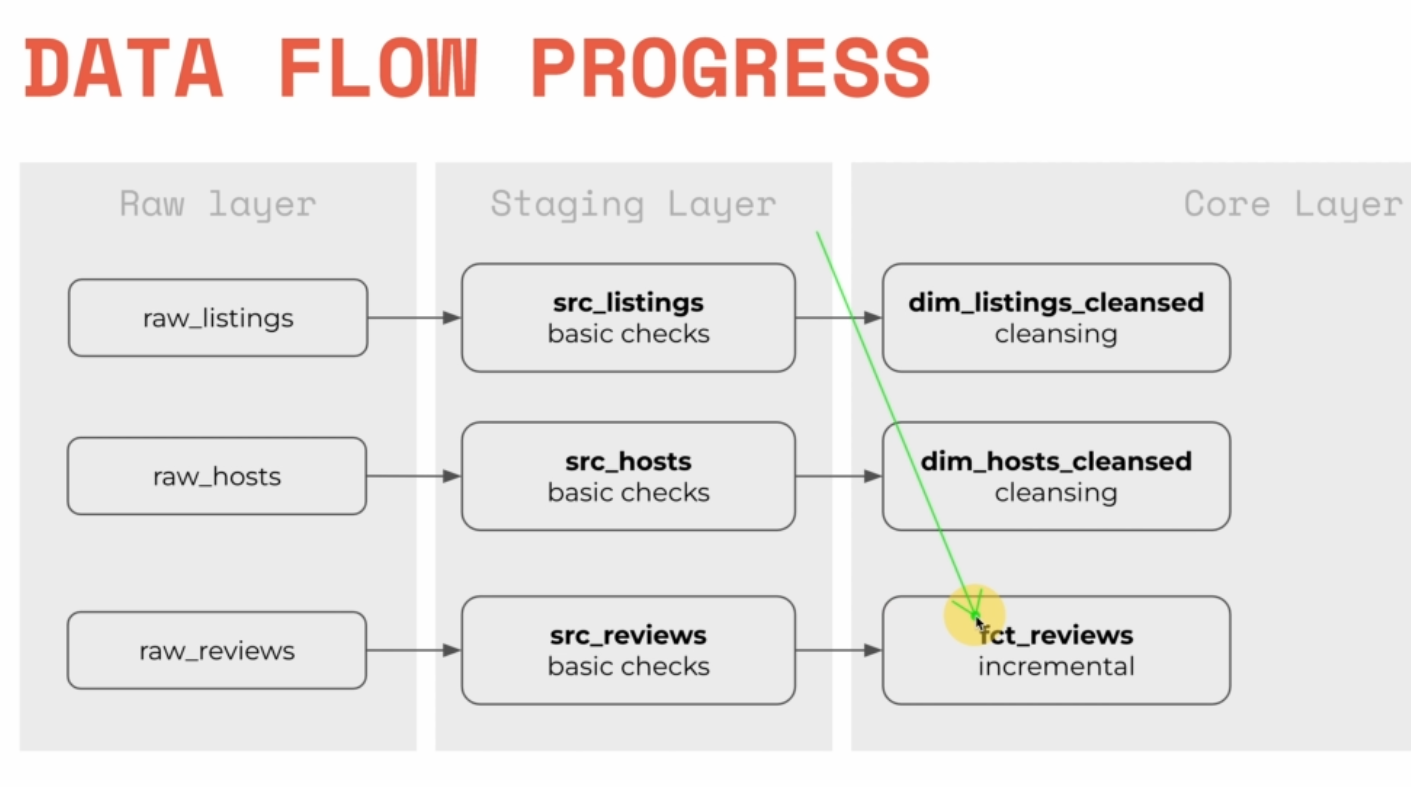 DATA FLOW PROGRESS
Raw layer
Staging Layer
Core Layer
raw_listings
src_listings
basic checks
dim_listings_cleansed
cleansing
raw_hosts
src_hosts
basic checks
dim_hosts_cleansed
cleansing
raw_reviews
src_reviews
basic checks
fct_reviews
incremental